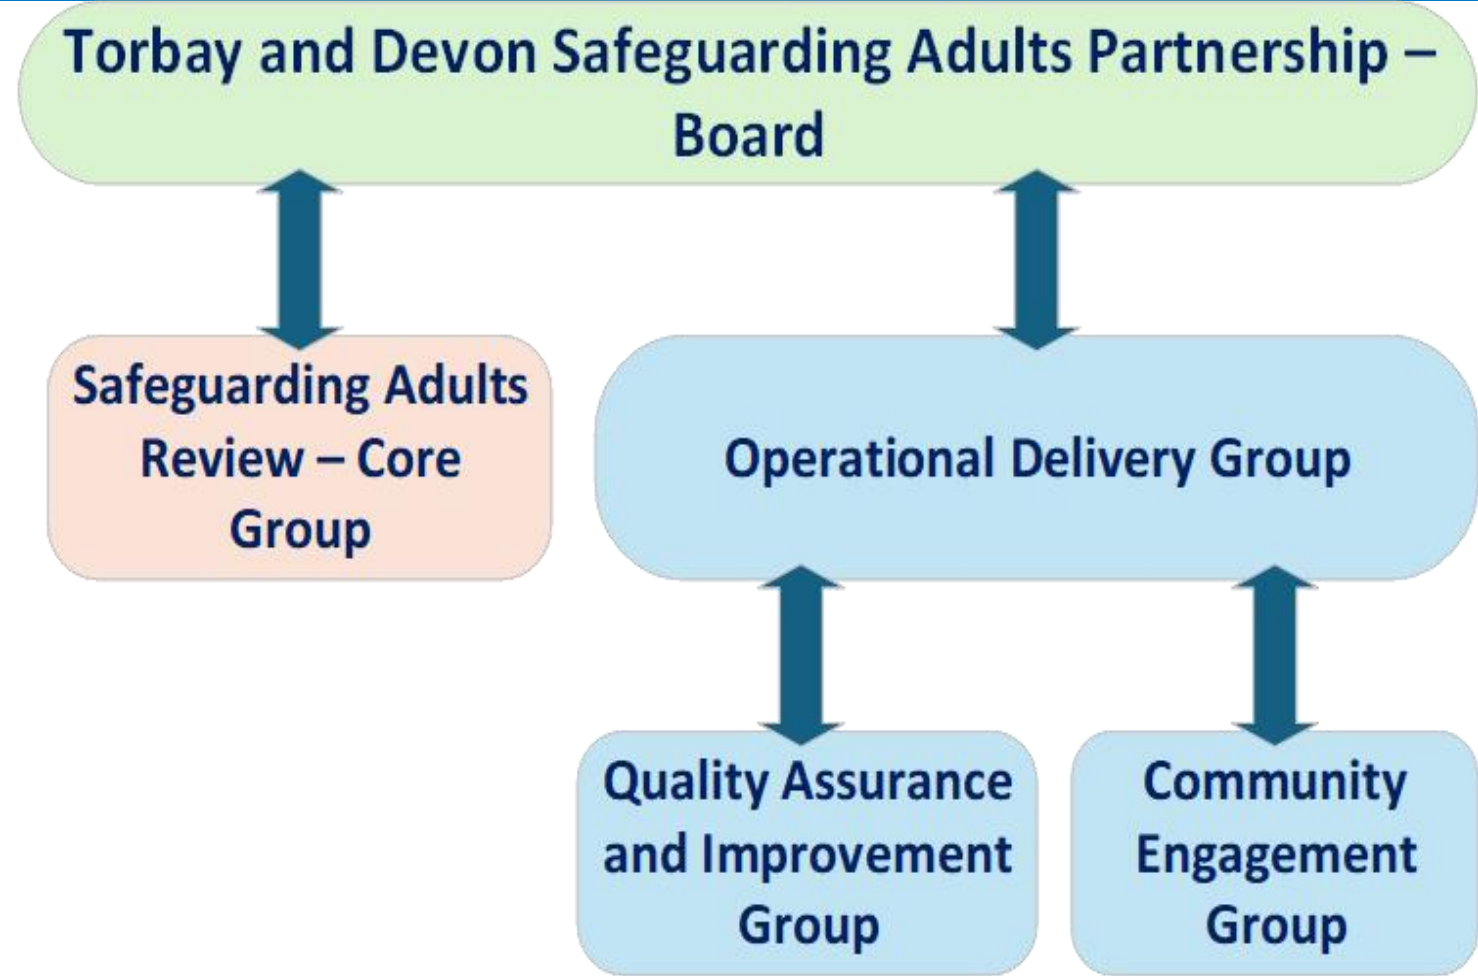 Torbay and Devon Safeguarding Adults Partnership –
Board
Safeguarding Adults
Review – Core
Group
Operational Delivery Group
Quality Assurance
and Improvement
Group
Community
Engagement
Group